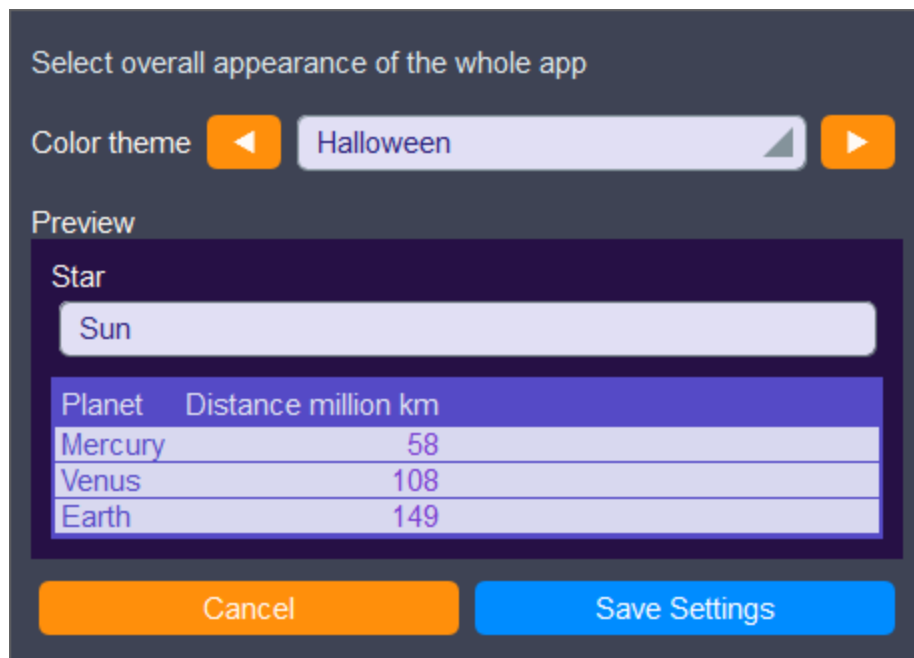 Select overall appearance of the whole app
Color theme Halloween
Preview
Star
Sun
Planet Distance million km
Mercury 58
Venus 108
Earth 149
Cancel Save Settings